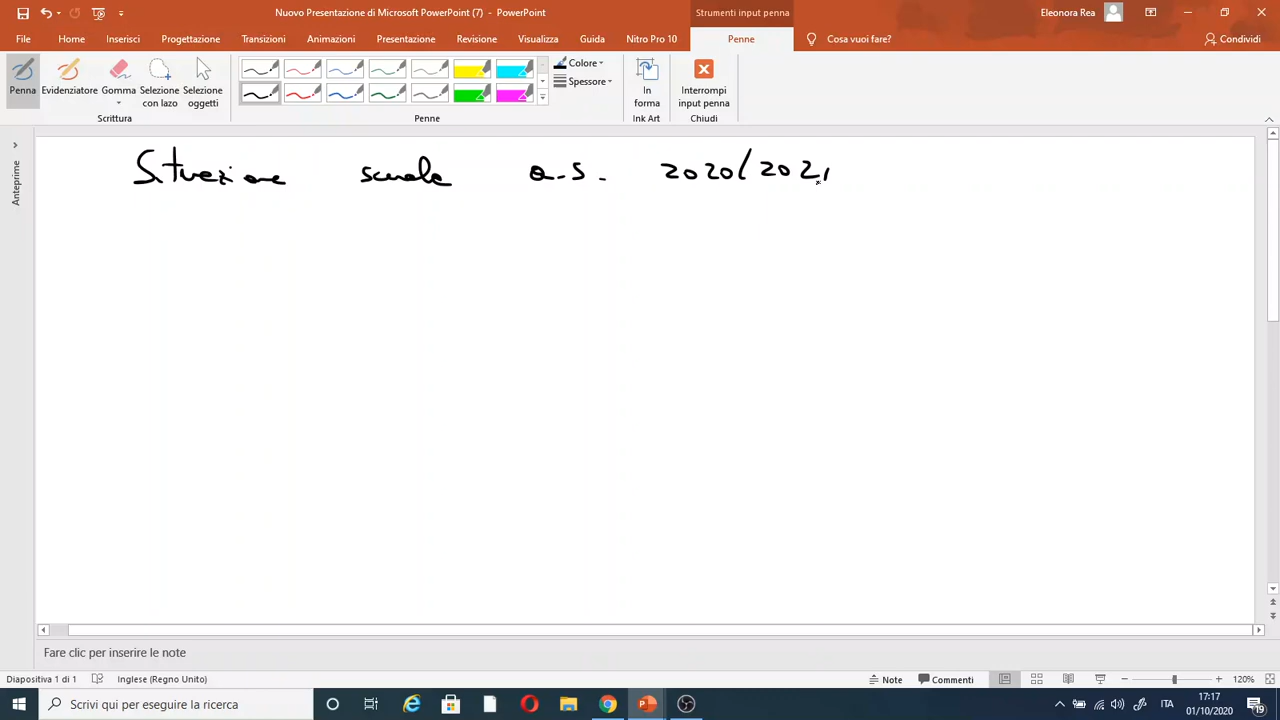 Nuovo Presentazione di Microsoft PowerPoint (7) - PowerPoint
Strumenti input penna
Eleonora Rea
File Home Inserisci Progettazione Transizioni Animazioni Presentazione Revisione Visualizza Guida Nitro Pro 10 Penne Cosa vuoi fare? Condividi
Penna Evidenziatore Gomma Selezione con lazo Selezione oggetti
Colore
Spessore
In forma
Interrompi input penna
Scrittura Penne Ink Art Chiudi
Anteprime
Situazione scuola a.s. 2020/2021
Fare clic per inserire le note
Diapositiva 1 di 1 Inglese (Regno Unito) Note Commenti 120%
Scrivi qui per eseguire la ricerca
ITA
17:17
01/10/2020
19